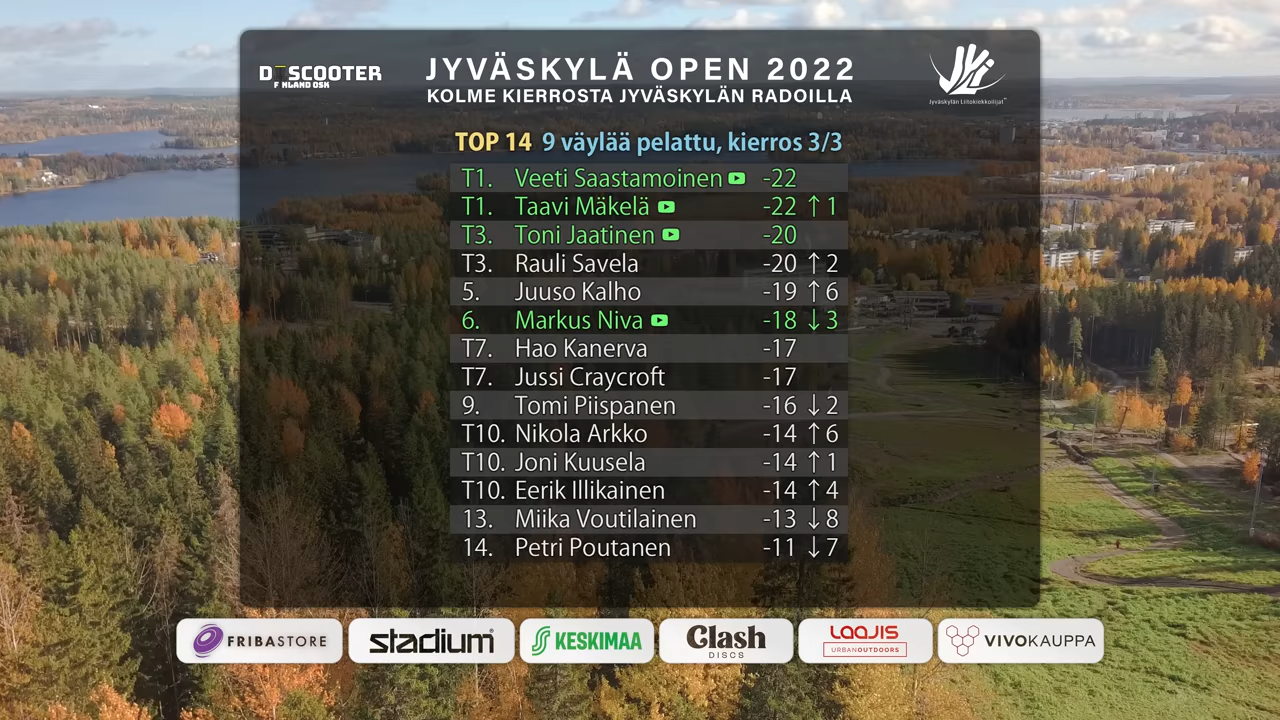 DISCOOTER
FINLAND OSK
JYVÄSKYLÄ OPEN 2022
KOLME KIERROSTA JYVÄSKYLÄN RADOILLA
Jyväskylän Liitokiekkoilijat
TOP 14 9 väylää pelattu, kierros 3/3
T1. Veeti Saastamoinen -22
T1. Taavi Mäkelä -22 ↑1
T3. Toni Jaatinen -20
T3. Rauli Savela -20 ↑2
5. Juuso Kalho -19 ↑6
6. Markus Niva -18 ↓3
T7. Hao Kanerva -17
T7. Jussi Craycroft -17
9. Tomi Piispanen -16 ↓2
T10. Nikola Arkko -14 ↑6
T10. Joni Kuusela -14 ↑1
T10. Eerik Illikainen -14 ↑4
13. Miika Voutilainen -13 ↓8
14. Petri Poutanen -11 ↓7
FRIBASTORE
stadium
KESKIMAA
Clash
DISCS
LAAJIS
URBANOUTDOORS
VIVOKAUPPA